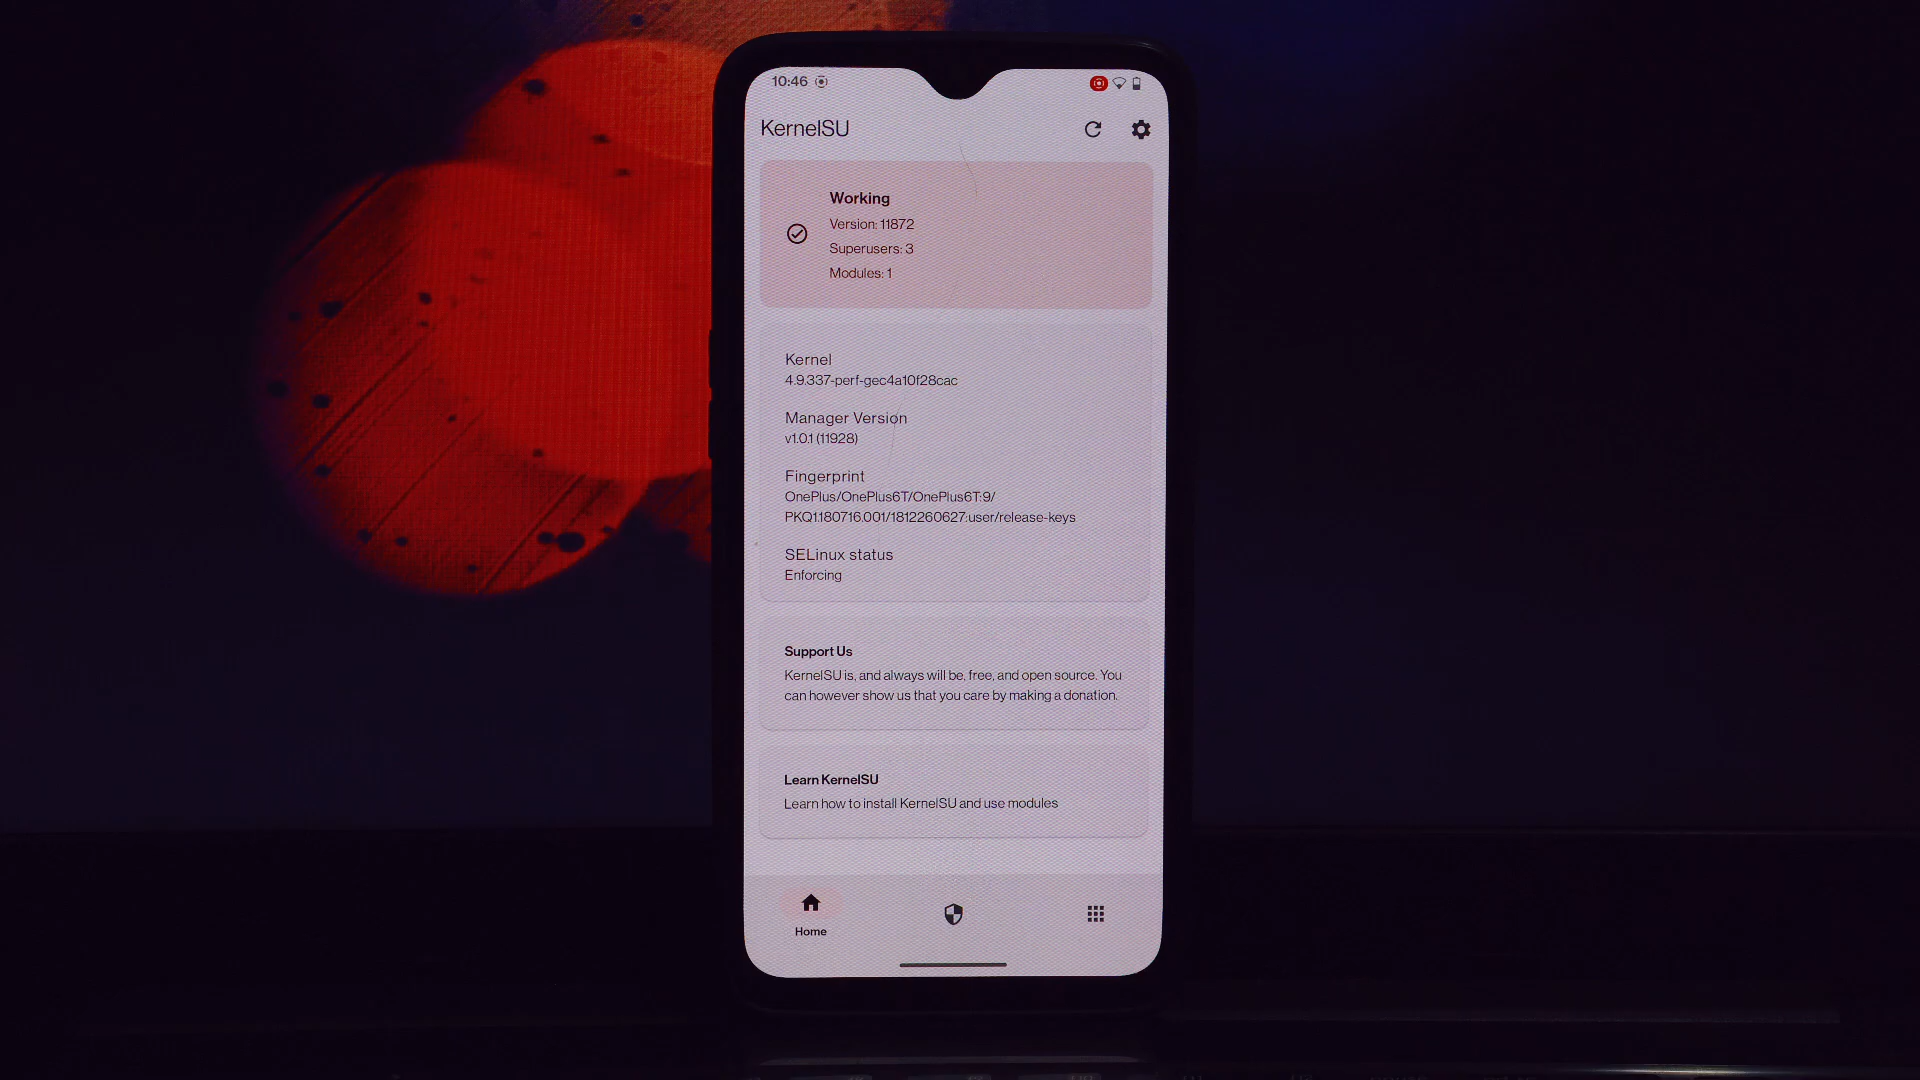 10:46
KernelSU
Working
Version: 11872
Superusers: 3
Modules: 1
Kernel
4.9.337-perf-gec4a10f28cac
Manager Version
v1.0.1 (11928)
Fingerprint
OnePlus/OnePlus6T/OnePlus6T:9/
PKQ1.180716.001/1812260627:user/release-keys
SELinux status
Enforcing
Support Us
KernelSU is, and always will be, free, and open source. You
can however show us that you care by making a donation.
Learn KernelSU
Learn how to install KernelSU and use modules
Home